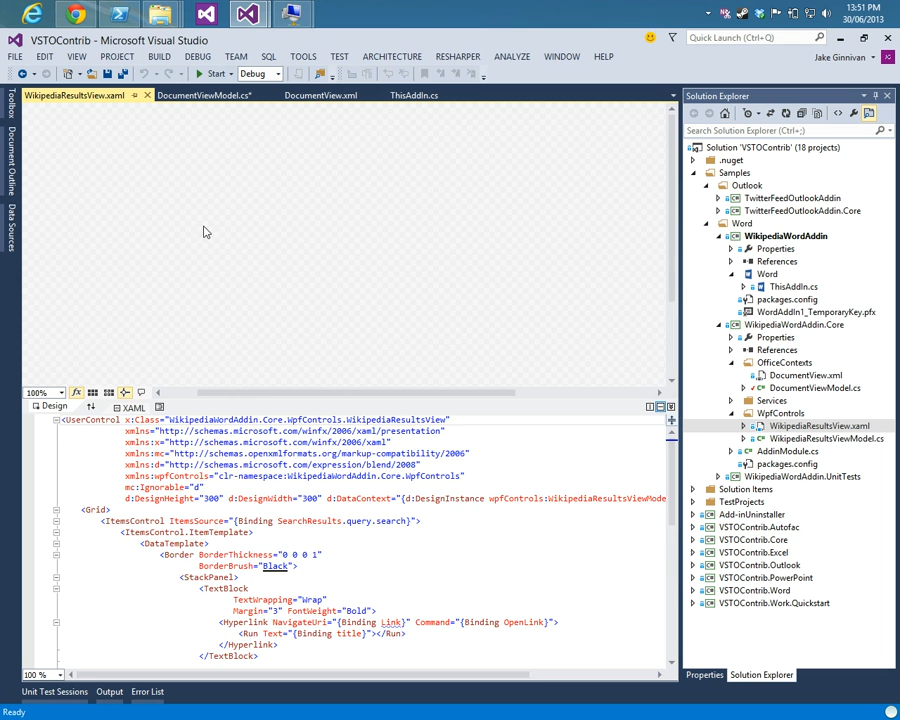 13:51
30/06/2013
VSTOContrib - Microsoft Visual Studio
Quick Launch (Ctrl+Q)
FILE EDIT VIEW PROJECT BUILD DEBUG TEAM SQL TOOLS TEST ARCHITECTURE RESHARPER ANALYZE WINDOW HELP
Jake Ginnivan
Start Debug
WikipediaResultsView.xaml DocumentViewModel.cs* DocumentView.xml ThisAddIn.cs
Toolbox
Document Outline
Data Sources
100%
Design XAML
<UserControl x:Class="WikipediaWordAddin.Core.WpfControls.WikipediaResultsView"
xmlns="http://schemas.microsoft.com/winfx/2006/xaml/presentation"
xmlns:x="http://schemas.microsoft.com/winfx/2006/xaml"
xmlns:mc="http://schemas.openxmlformats.org/markup-compatibility/2006"
xmlns:d="http://schemas.microsoft.com/expression/blend/2008"
xmlns:wpfControls="clr-namespace:WikipediaWordAddin.Core.WpfControls"
mc:Ignorable="d"
d:DesignHeight="300" d:DesignWidth="300" d:DataContext="{d:DesignInstance wpfControls:WikipediaResultsViewMode
<Grid>
<ItemsControl ItemsSource="{Binding SearchResults.query.search}">
<ItemsControl.ItemTemplate>
<DataTemplate>
<Border BorderThickness="0 0 0 1"
BorderBrush="Black">
<StackPanel>
<TextBlock
TextWrapping="Wrap"
Margin="3" FontWeight="Bold">
<Hyperlink NavigateUri="{Binding Link}" Command="{Binding OpenLink}">
<Run Text="{Binding title}"></Run>
</Hyperlink>
</TextBlock>
100 %
Unit Test Sessions Output Error List
Ready
Solution Explorer
Search Solution Explorer (Ctrl+;)
Solution 'VSTOContrib' (18 projects)
.nuget
Samples
Outlook
TwitterFeedOutlookAddin
TwitterFeedOutlookAddin.Core
Word
WikipediaWordAddin
Properties
References
Word
ThisAddIn.cs
packages.config
WordAddIn1_TemporaryKey.pfx
WikipediaWordAddin.Core
Properties
References
OfficeContexts
DocumentView.xml
DocumentViewModel.cs
Services
WpfControls
WikipediaResultsView.xaml
WikipediaResultsViewModel.cs
AddinModule.cs
packages.config
WikipediaWordAddin.UnitTests
Solution Items
TestProjects
Add-inUninstaller
VSTOContrib.Autofac
VSTOContrib.Core
VSTOContrib.Excel
VSTOContrib.Outlook
VSTOContrib.PowerPoint
VSTOContrib.Word
VSTOContrib.Work.Quickstart
Properties Solution Explorer